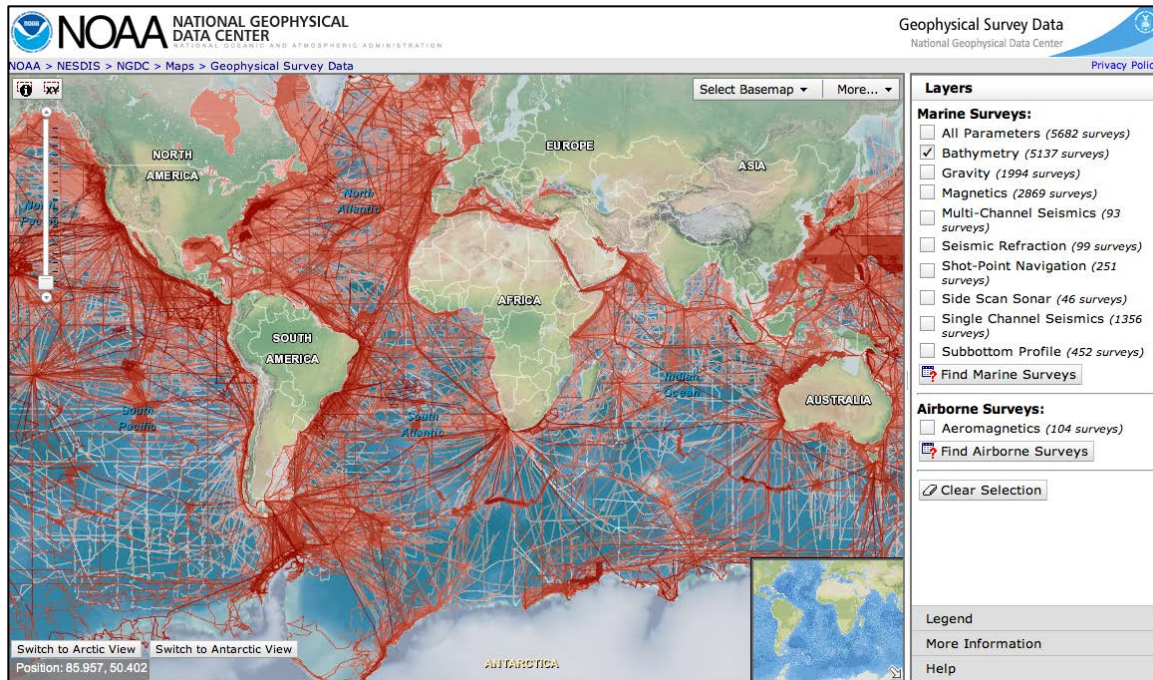 NOAA
NATIONAL GEOPHYSICAL
DATA CENTER
NATIONAL OCEANIC AND ATMOSPHERIC ADMINISTRATION
Geophysical Survey Data
National Geophysical Data Center
NOAA > NESDIS > NGDC > Maps > Geophysical Survey Data
Privacy Polic
XY
Select Basemap
More...
NORTH
AMERICA
EUROPE
ASIA
North
Atlantic
North
Pac
AFRICA
SOUTH
AMERICA
Indian
Ocean
AUSTRALIA
South
Pacific
South
Atlantic
ANTARCTICA
Switch to Arctic View
Switch to Antarctic View
Position: 85.957, 50.402
Layers
Marine Surveys:
All Parameters (5682 surveys)
Bathymetry (5137 surveys)
Gravity (1994 surveys)
Magnetics (2869 surveys)
Multi-Channel Seismics (93
surveys)
Seismic Refraction (99 surveys)
Shot-Point Navigation (251
surveys)
Side Scan Sonar (46 surveys)
Single Channel Seismics (1356
surveys)
Subbottom Profile (452 surveys)
Find Marine Surveys
Airborne Surveys:
Aeromagnetics (104 surveys)
Find Airborne Surveys
Clear Selection
Legend
More Information
Help